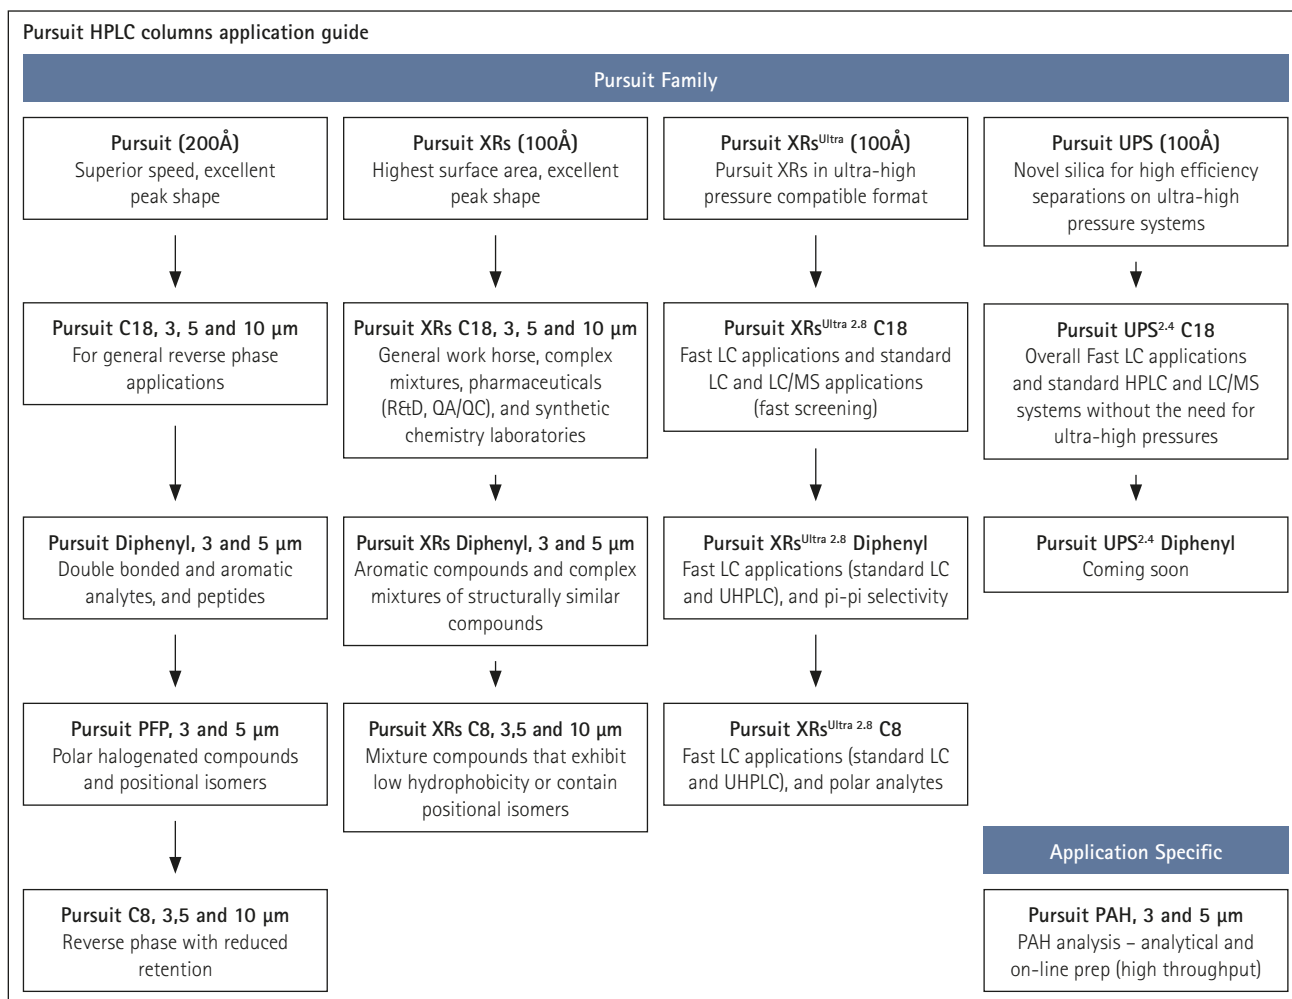 Pursuit HPLC columns application guide
Pursuit Family
Pursuit (200Å)
Superior speed, excellent
peak shape
Pursuit C18, 3, 5 and 10 µm
For general reverse phase
applications
Pursuit Diphenyl, 3 and 5 µm
Double bonded and aromatic
analytes, and peptides
Pursuit PFP, 3 and 5 µm
Polar halogenated compounds
and positional isomers
Pursuit C8, 3,5 and 10 µm
Reverse phase with reduced
retention
Pursuit XRs (100Å)
Highest surface area, excellent
peak shape
Pursuit XRs C18, 3, 5 and 10 µm
General work horse, complex
mixtures, pharmaceuticals
(R&D, QA/QC), and synthetic
chemistry laboratories
Pursuit XRs Diphenyl, 3 and 5 µm
Aromatic compounds and complex
mixtures of structurally similar
compounds
Pursuit XRs C8, 3,5 and 10 µm
Mixture compounds that exhibit
low hydrophobicity or contain
positional isomers
Pursuit XRsUltra (100Å)
Pursuit XRs in ultra-high
pressure compatible format
Pursuit XRsUltra 2.8 C18
Fast LC applications and standard
LC and LC/MS applications
(fast screening)
Pursuit XRsUltra 2.8 Diphenyl
Fast LC applications (standard LC
and UHPLC), and pi-pi selectivity
Pursuit XRsUltra 2.8 C8
Fast LC applications (standard LC
and UHPLC), and polar analytes
Pursuit UPS (100Å)
Novel silica for high efficiency
separations on ultra-high
pressure systems
Pursuit UPS2.4 C18
Overall Fast LC applications
and standard HPLC and LC/MS
systems without the need for
ultra-high pressures
Pursuit UPS2.4 Diphenyl
Coming soon
Application Specific
Pursuit PAH, 3 and 5 µm
PAH analysis – analytical and
on-line prep (high throughput)